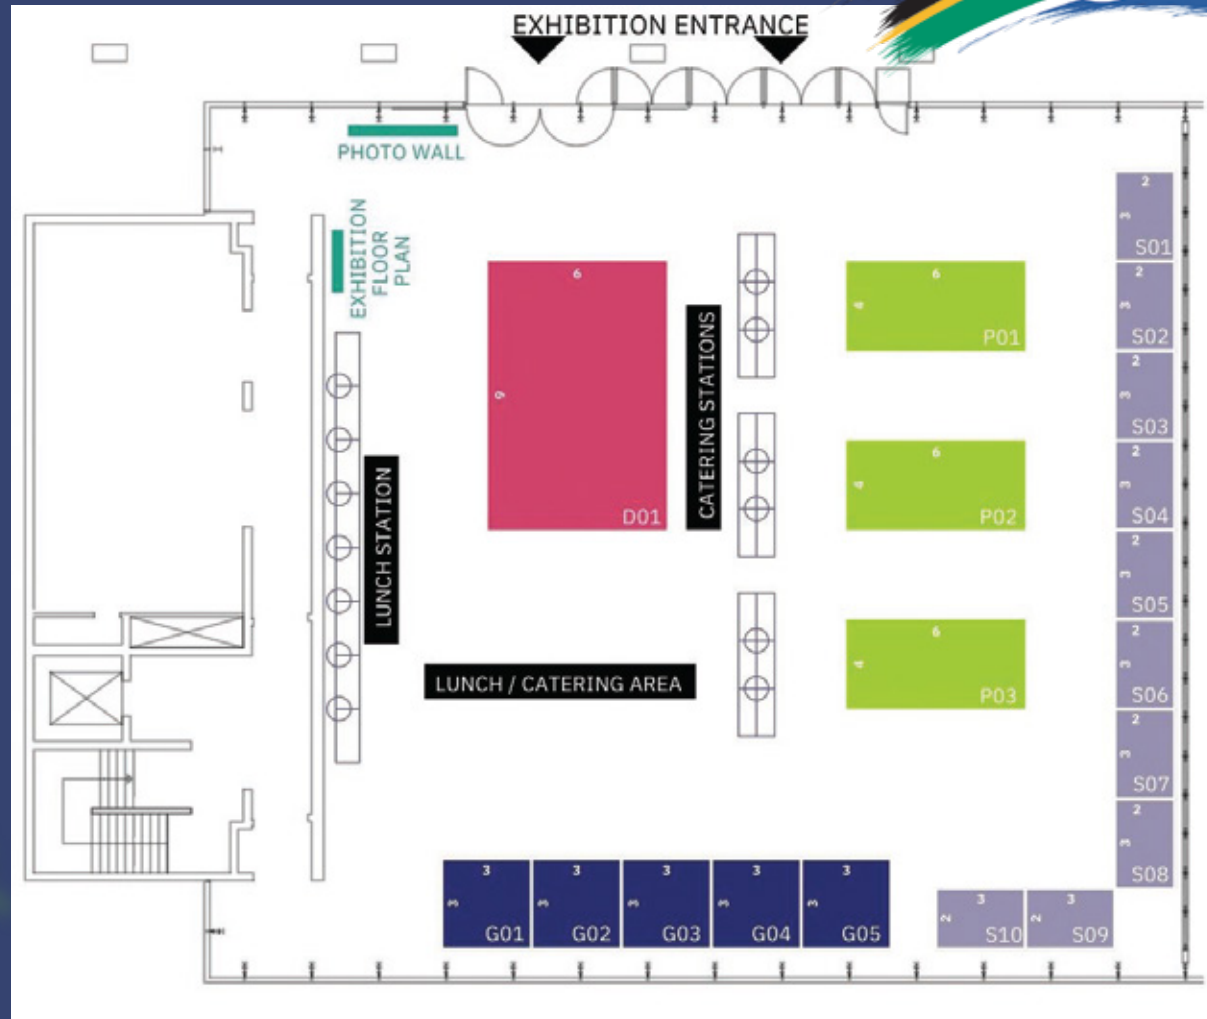 EXHIBITION ENTRANCE
PHOTO WALL
EXHIBITION
FLOOR
PLAN
LUNCH STATION
6
9
D01
CATERING STATIONS
LUNCH / CATERING AREA
6
4
P01
6
4
P02
6
4
P03
2
3
S01
2
3
S02
2
3
S03
2
3
S04
2
3
S05
2
3
S06
2
3
S07
2
3
S08
3
3
G01
3
3
G02
3
3
G03
3
3
G04
3
3
G05
3
2
S10
3
2
S09